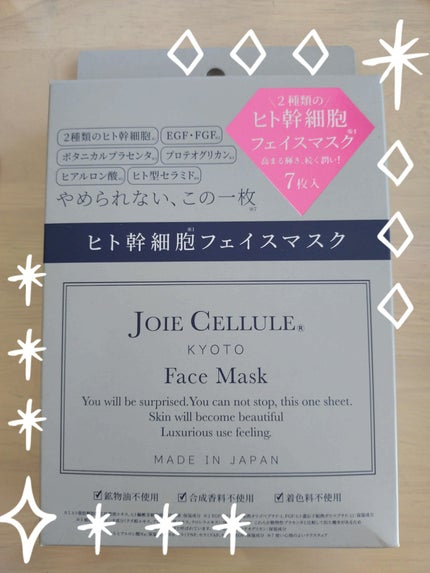 2種類の
ヒト幹細胞※1
フェイスマスク
高まる輝き、続く潤い!
7枚入
2種類のヒト幹細胞 EGF・FGF
ボタニカルプラセンタ プロテオグリカン
ヒアルロン酸 ヒト型セラミド
やめられない、この一枚※7
ヒト幹細胞※1フェイスマスク
JOIE CELLULE®
KYOTO
Face Mask
You will be surprised.You can not stop, this one sheet.
Skin will become beautiful
Luxurious use feeling.
MADE IN JAPAN
鉱物油不使用 合成香料不使用 着色料不使用